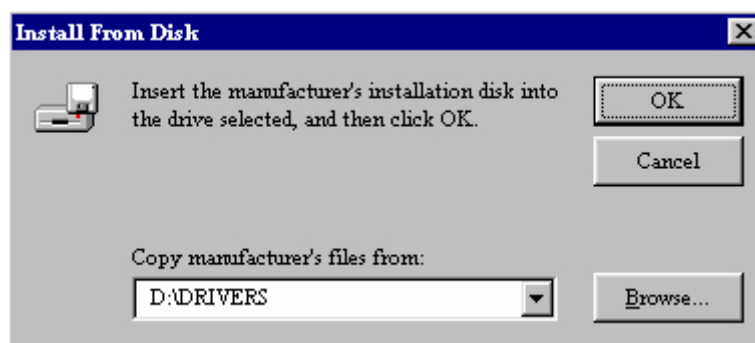 Install From Disk
Insert the manufacturer's installation disk into
the drive selected, and then click OK.
OK
Cancel
Copy manufacturer's files from:
D:\DRIVERS
Browse...